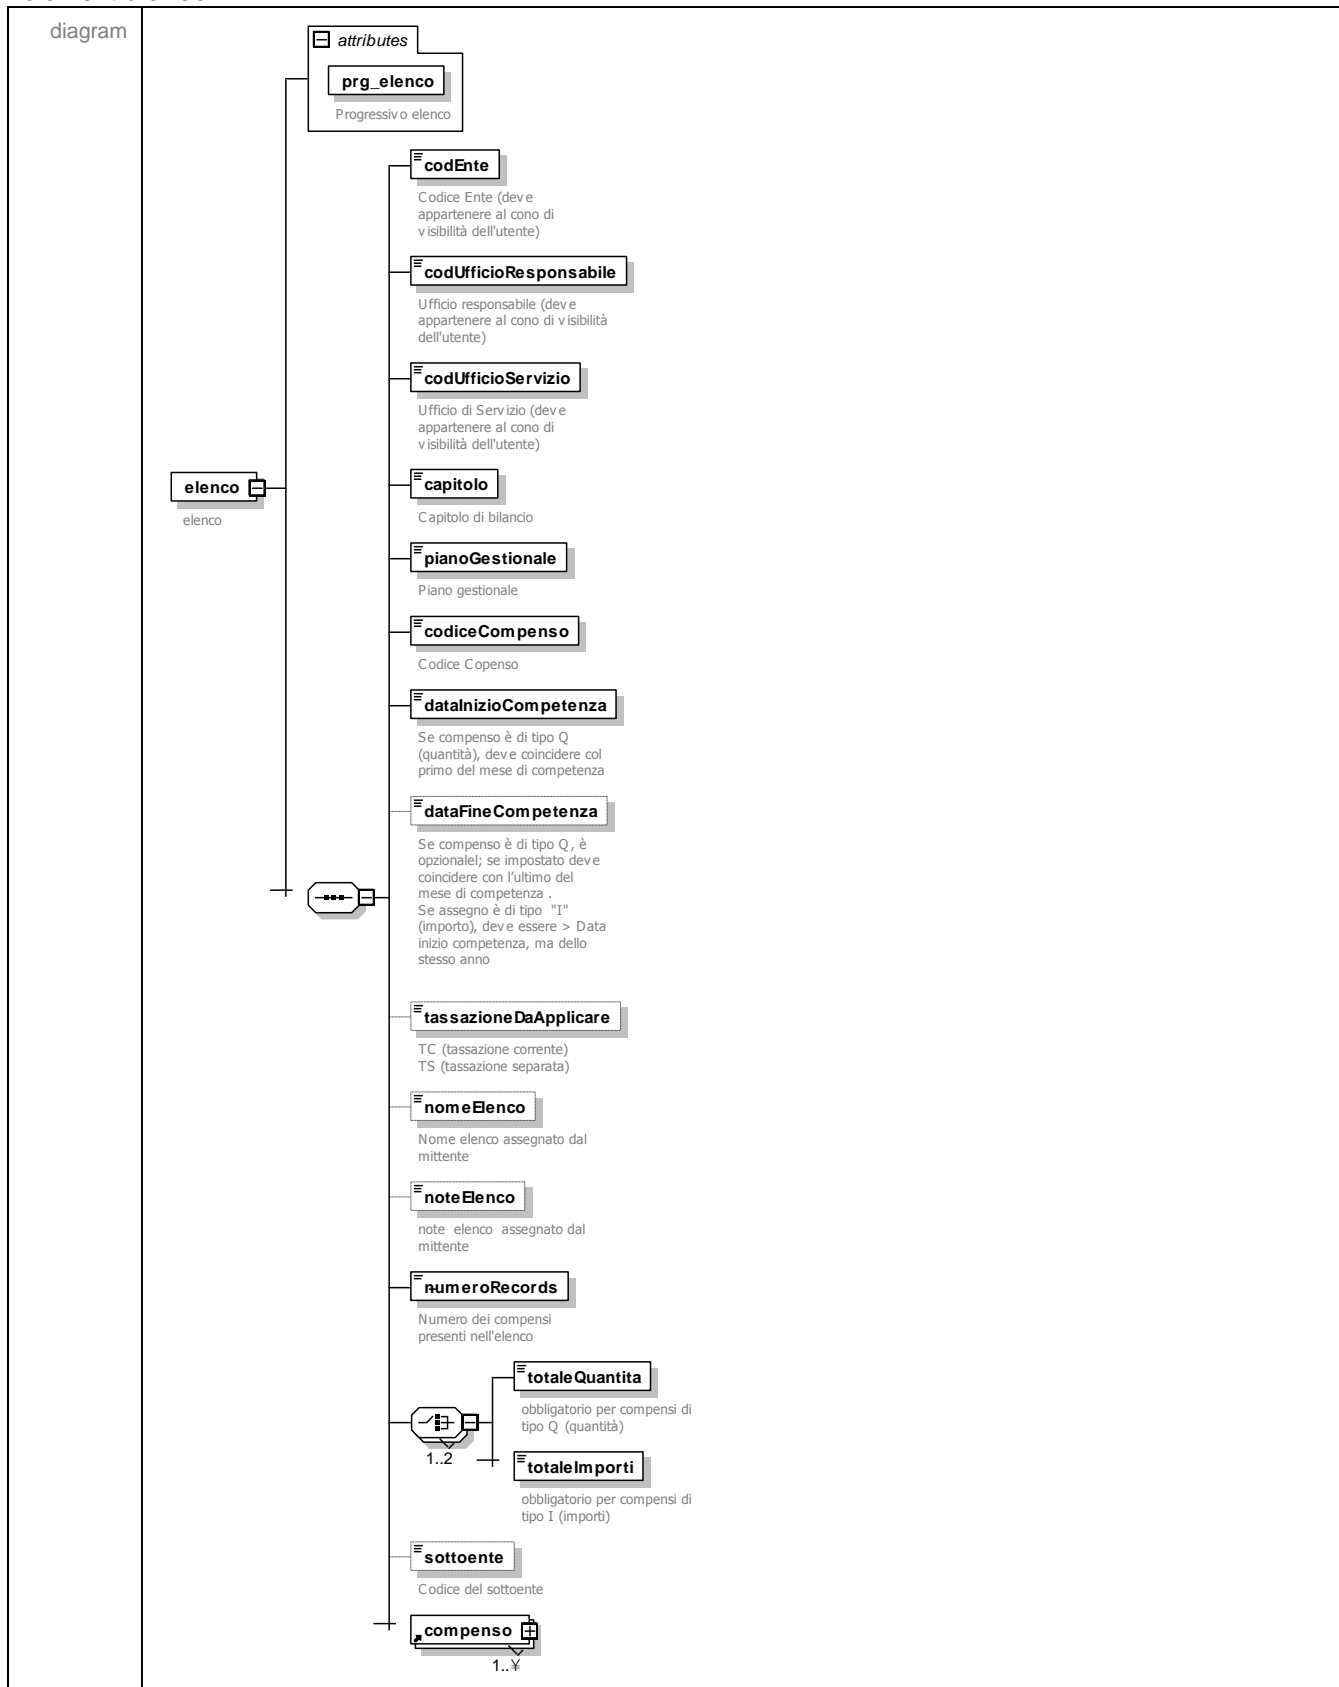 diagram
attributes
prg_elenco
Progressivo elenco
codEnte
Codice Ente (deve
appartenere al cono di
visibilità dell'utente)
codUfficioResponsabile
Ufficio responsabile (deve
appartenere al cono di visibilità
dell'utente)
codUfficioServizio
Ufficio di Servizio (deve
appartenere al cono di
visibilità dell'utente)
capitolo
Capitolo di bilancio
elenco
elenco
pianoGestionale
Piano gestionale
codiceCompenso
Codice Copenso
dataInizioCompetenza
Se compenso è di tipo Q
(quantità), deve coincidere col
primo del mese di competenza
dataFineCompetenza
Se compenso è di tipo Q, è
opzionalel; se impostato deve
coincidere con l'ultimo del
mese di competenza .
Se assegno è di tipo "I"
(importo), deve essere > Data
inizio competenza, ma dello
stesso anno
tassazioneDaApplicare
TC (tassazione corrente)
TS (tassazione separata)
nomeElenco
Nome elenco assegnato dal
mittente
noteElenco
note elenco assegnato dal
mittente
numeroRecords
Numero dei compensi
presenti nell'elenco
totaleQuantita
obbligatorio per compensi di
tipo Q (quantità)
1..2
totaleImporti
obbligatorio per compensi di
tipo I (importi)
sottoente
Codice del sottoente
compenso
1..¥